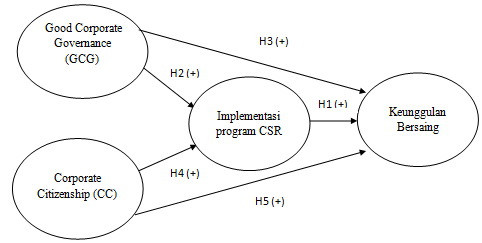 Good Corporate
Governance
(GCG)
H3 (+)
H2 (+)
Implementasi
program CSR
H1 (+)
Keunggulan
Bersaing
Corporate
Citizenship (CC)
H4 (+)
H5 (+)